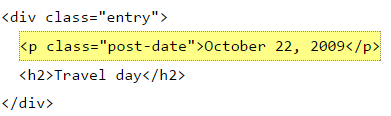 <div class="entry">
<p class="post-date">October 22, 2009</p>
<h2>Travel day</h2>
</div>